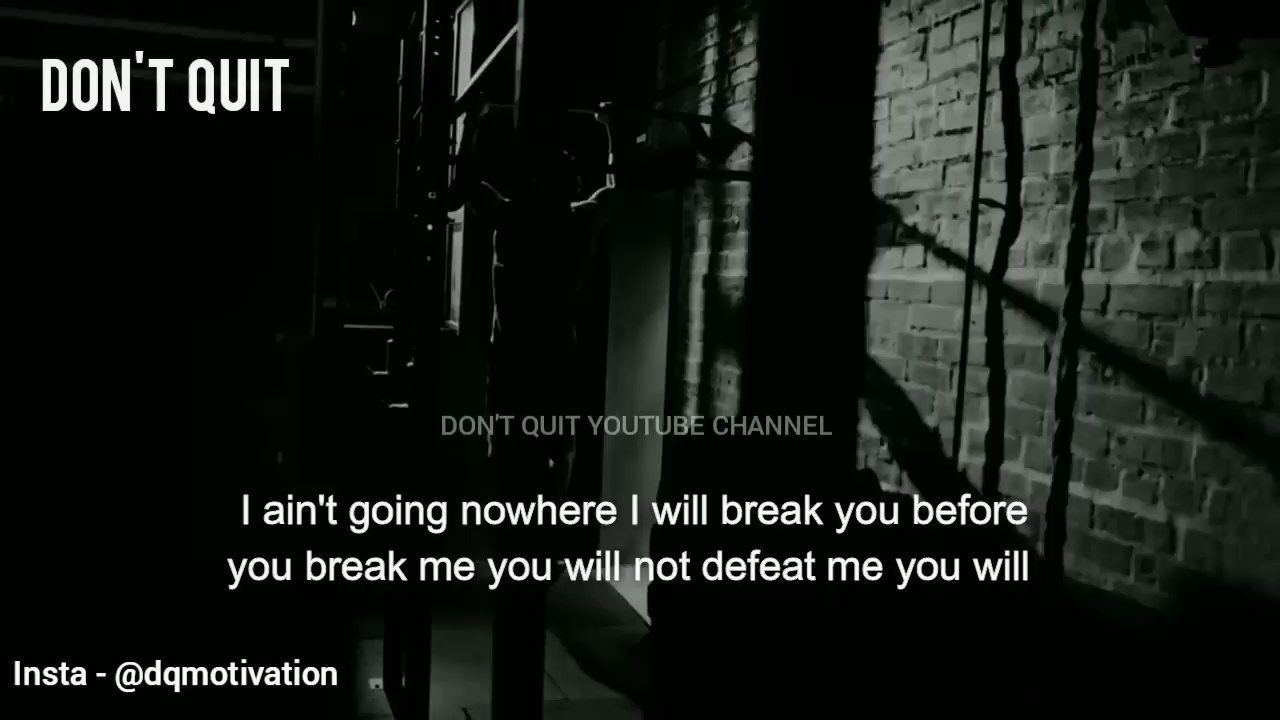 DON'T QUIT
DON'T QUIT YOUTUBE CHANNEL
I ain't going nowhere I will break you before
you break me you will not defeat me you will
Insta - @dqmotivation